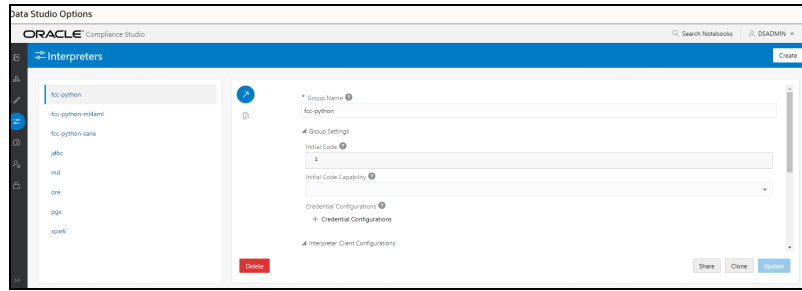 Data Studio Options
ORACLE® Compliance Studio
Search Notebooks
DSADMIN
Interpreters
Create
fcc-python
fcc-python-mlaml
fcc-python-sane
jdbc
md
ore
pgx
spark
* Group Name
fcc-python
Group Settings
Initial Code
1
Initial Code Capability
Credential Configurations
+ Credential Configurations
Interpreter Client Configurations
Delete
Share
Clone
Update
>>